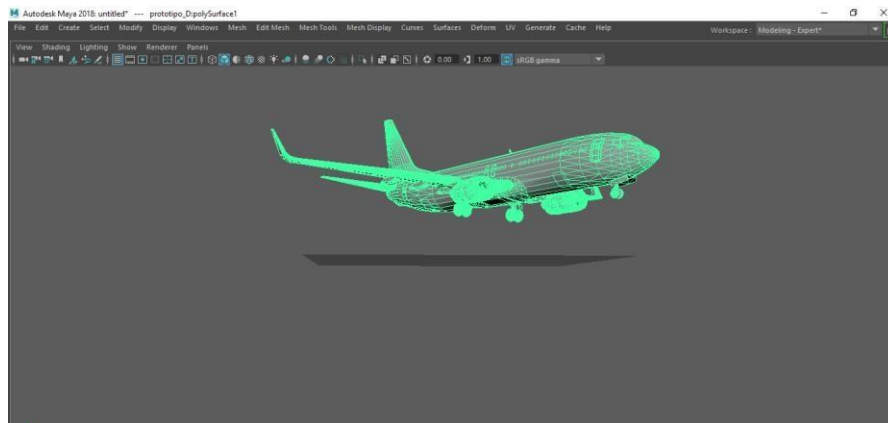 Autodesk Maya 2018: untitled* --- prototipo_D:polySurface1
File Edit Create Select Modify Display Windows Mesh Edit Mesh Mesh Tools Mesh Display Curves Surfaces Deform UV Generate Cache Help
Workspace: Modeling - Expert*
View Shading Lighting Show Renderer Panels
0.00 1.00 sRGB gamma